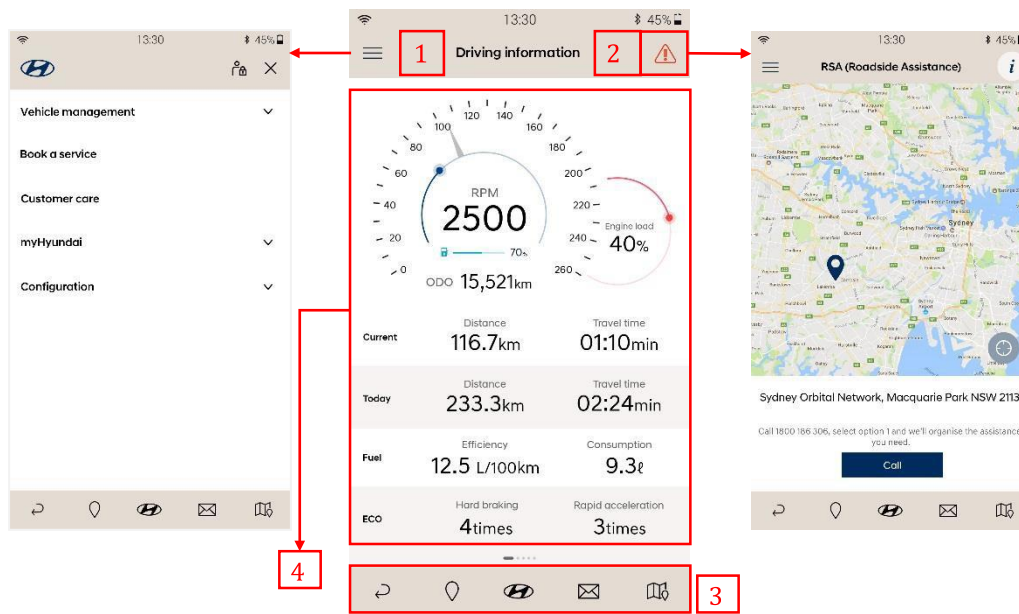 13:30
45%
Vehicle management
Book a service
Customer care
myHyundai
Configuration
13:30
45%
1
Driving information
2
0
20
40
60
80
100
120
140
160
180
200
220
240
260
RPM
2500
70%
ODO 15,521km
Engine load
40%
Distance
Travel time
Current
116.7km
01:10min
Distance
Travel time
Today
233.3km
02:24min
Efficiency
Consumption
Fuel
12.5 L/100km
9.3ℓ
Hard braking
Rapid acceleration
ECO
4times
3times
4
3
13:30
45%
RSA (Roadside Assistance)
i
Sydney
Sydney Orbital Network, Macquarie Park NSW 2113
Call 1800 186 306, select option 1 and we'll organise the assistance
you need.
Call